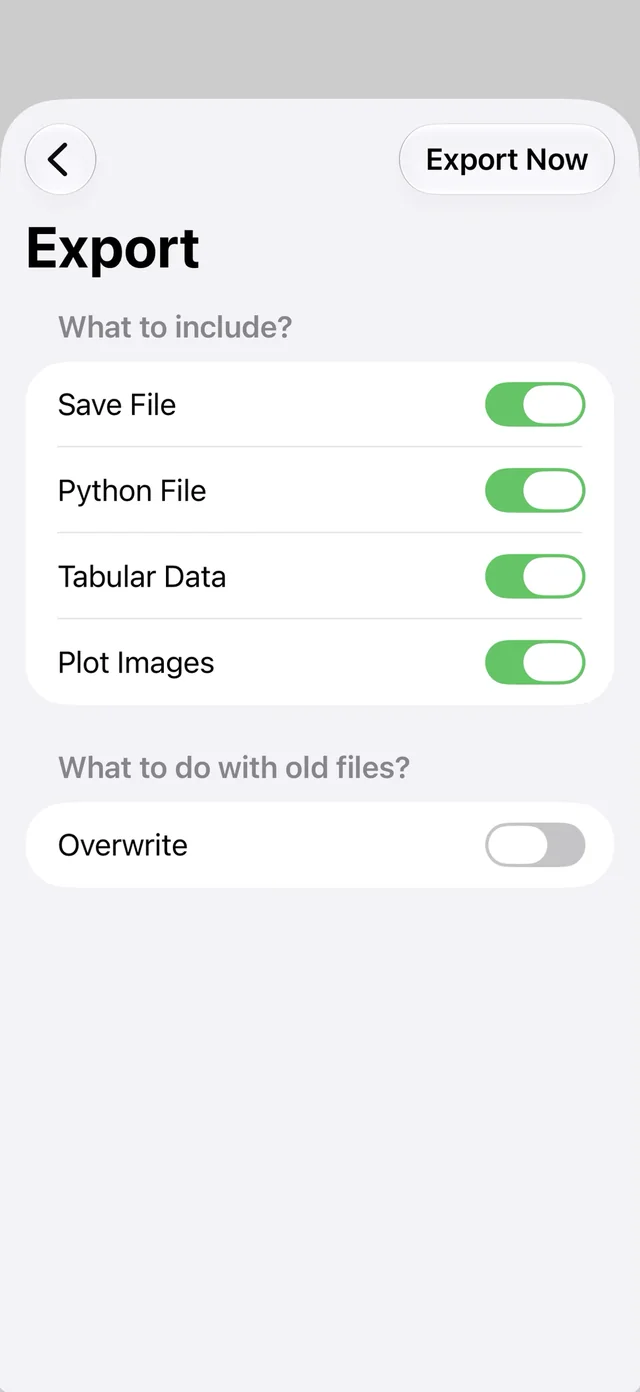 Export Now
Export
What to include?
Save File
Python File
Tabular Data
Plot Images
What to do with old files?
Overwrite